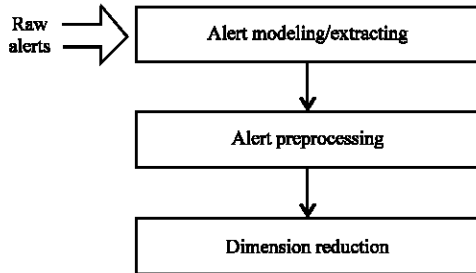 Raw
alerts
Alert modeling/extracting
Alert preprocessing
Dimension reduction